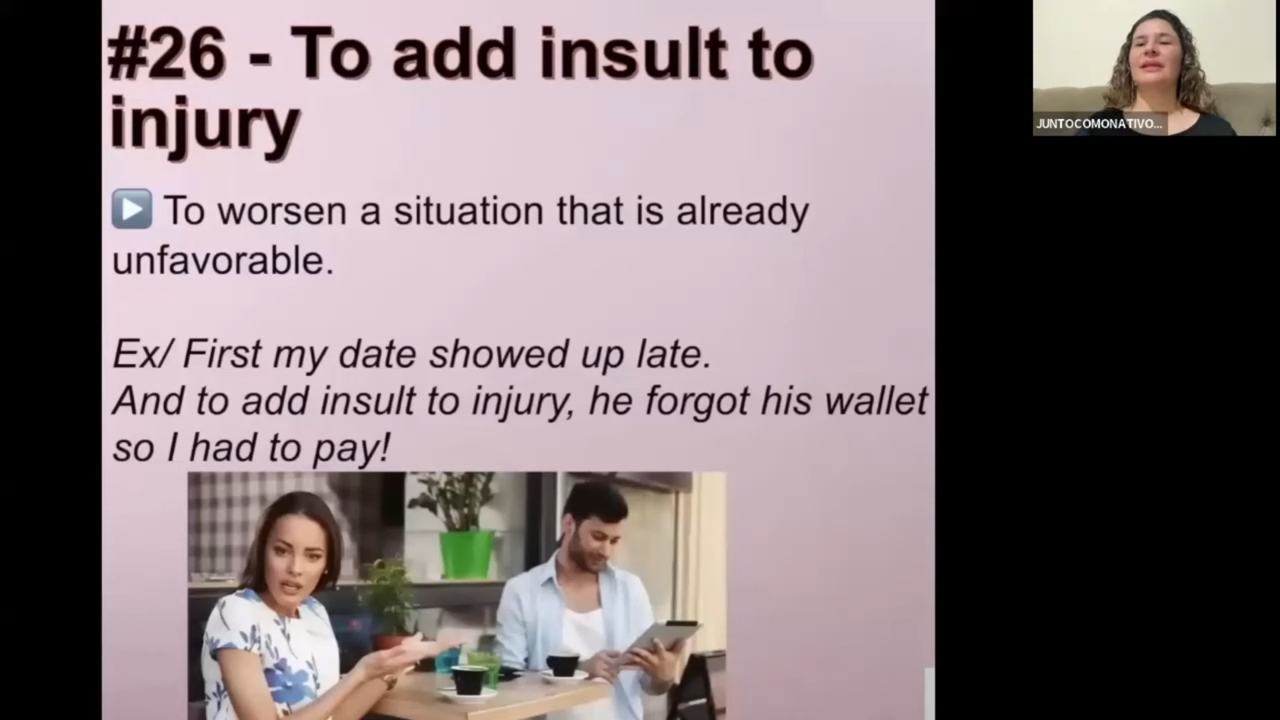 #26 - To add insult to
injury
To worsen a situation that is already
unfavorable.
Ex/ First my date showed up late.
And to add insult to injury, he forgot his wallet
so I had to pay!
JUNTOCOMONATIVO...